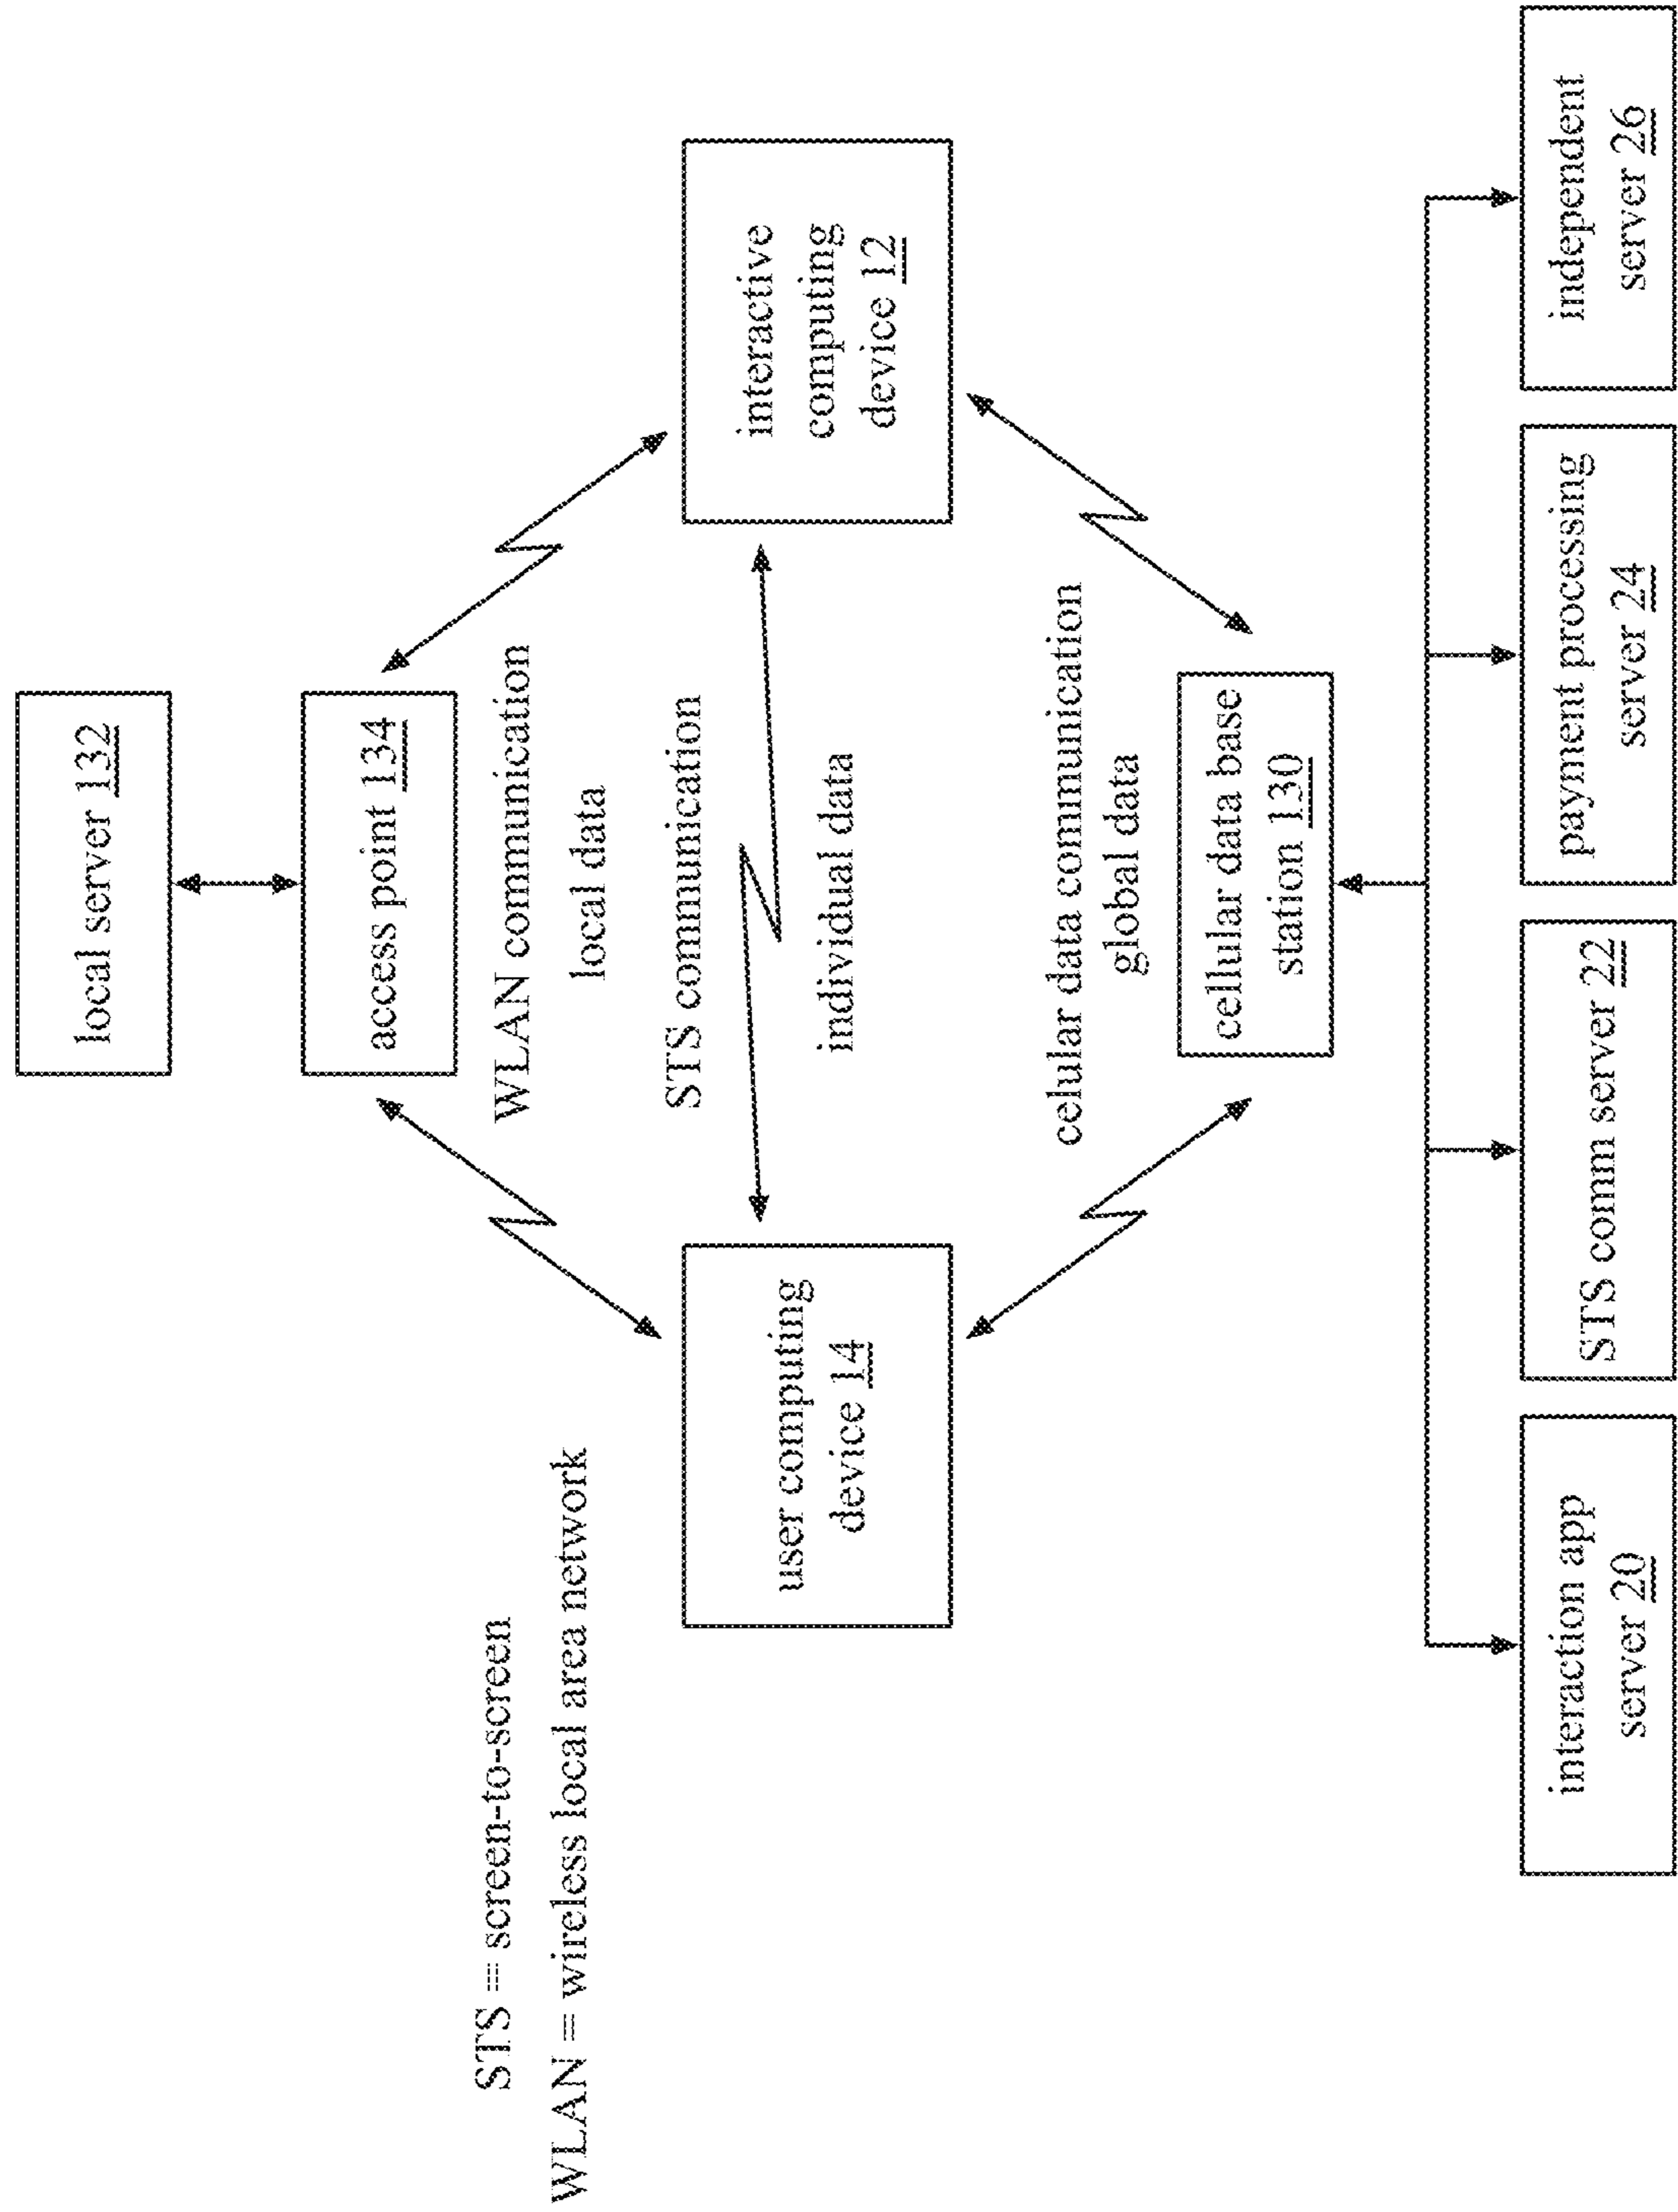 local server 132
access point 134
WLAN communication
local data
STS = screen-to-screen
WLAN = wireless local area network
STS communication
individual data
user computing
device 14
interactive
computing
device 12
celular data communication
global data
cellular data base
station 130
interaction app
server 20
STS comm server 22
payment processing
server 24
independent
server 26